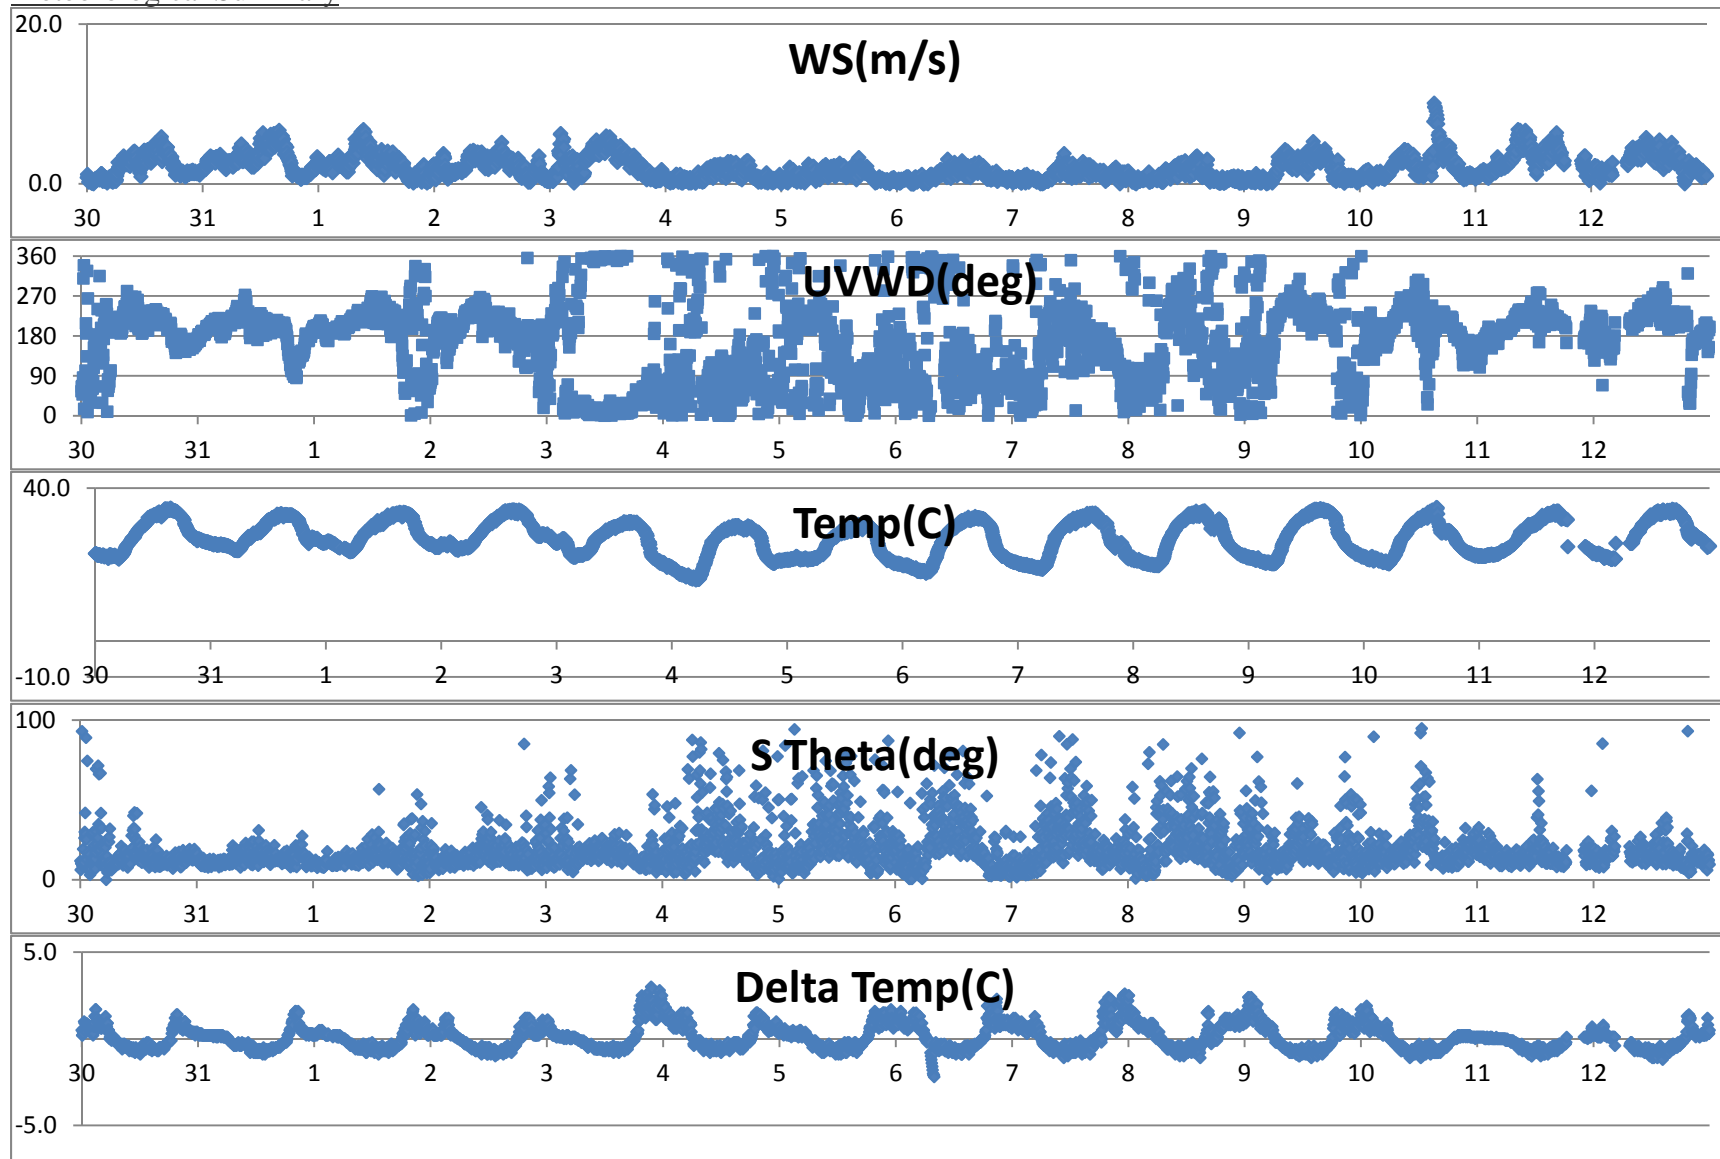 Meteorological Summary
20.0
WS(m/s)
0.0
30 31 1 2 3 4 5 6 7 8 9 10 11 12
360
UVWD(deg)
270
180
90
0
30 31 1 2 3 4 5 6 7 8 9 10 11 12
40.0
Temp(C)
-10.0 30 31 1 2 3 4 5 6 7 8 9 10 11 12
100
S Theta(deg)
0
30 31 1 2 3 4 5 6 7 8 9 10 11 12
5.0
Delta Temp(C)
30 31 1 2 3 4 5 6 7 8 9 10 11 12
-5.0